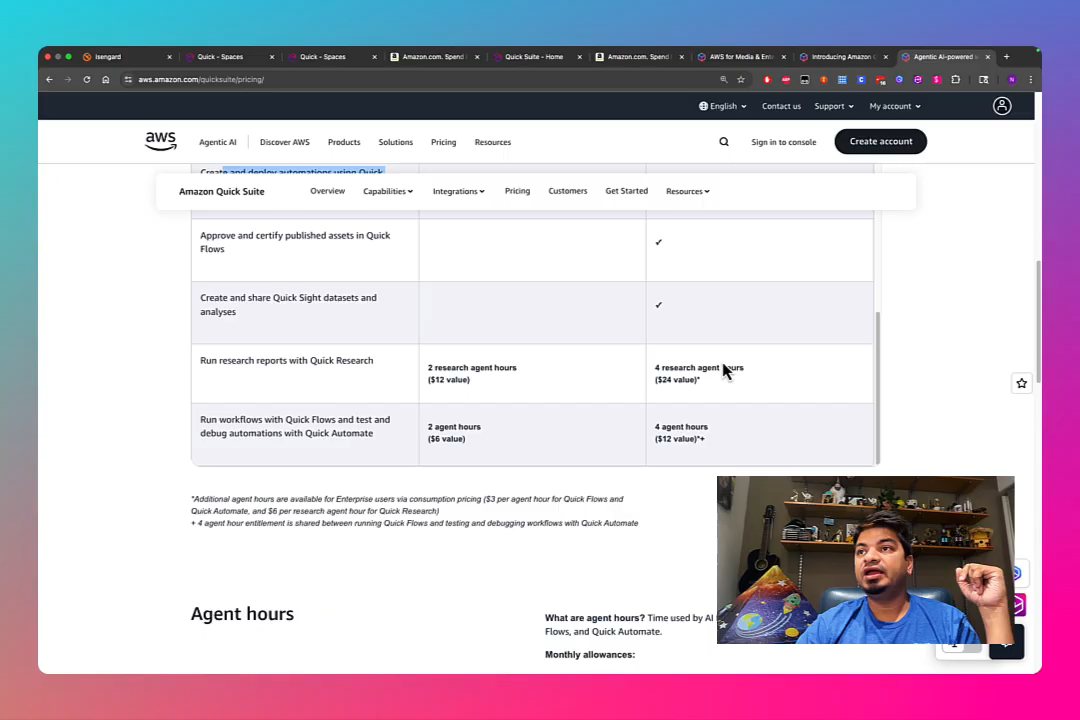 Isengard
Quick - Spaces
Quick - Spaces
Amazon.com. Spend
Quick Suite - Home
Amazon.com. Spend
AWS for Media & Ente
Introducing Amazon
Agentic AI-powered
aws.amazon.com/quicksuite/pricing/
English
Contact us
Support
My account
aws
Agentic AI
Discover AWS
Products
Solutions
Pricing
Resources
Sign in to console
Create account
Create and deploy automations using Quick
Amazon Quick Suite
Overview
Capabilities
Integrations
Pricing
Customers
Get Started
Resources
Approve and certify published assets in Quick
Flows
✓
Create and share Quick Sight datasets and
analyses
✓
Run research reports with Quick Research
2 research agent hours
($12 value)
4 research agent hours
($24 value)*
Run workflows with Quick Flows and test and
debug automations with Quick Automate
2 agent hours
($6 value)
4 agent hours
($12 value)*+
*Additional agent hours are available for Enterprise users via consumption pricing ($3 per agent hour for Quick Flows and
Quick Automate, and $6 per research agent hour for Quick Research)
+ 4 agent hour entitlement is shared between running Quick Flows and testing and debugging workflows with Quick Automate
Agent hours
What are agent hours? Time used by AI
Flows, and Quick Automate.
Monthly allowances: